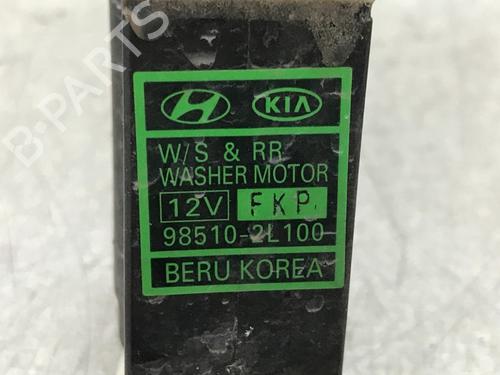 KIA
W/S & RR
WASHER MOTOR
12V FKP
98510-2L100
BERU KOREA
B-PARTS